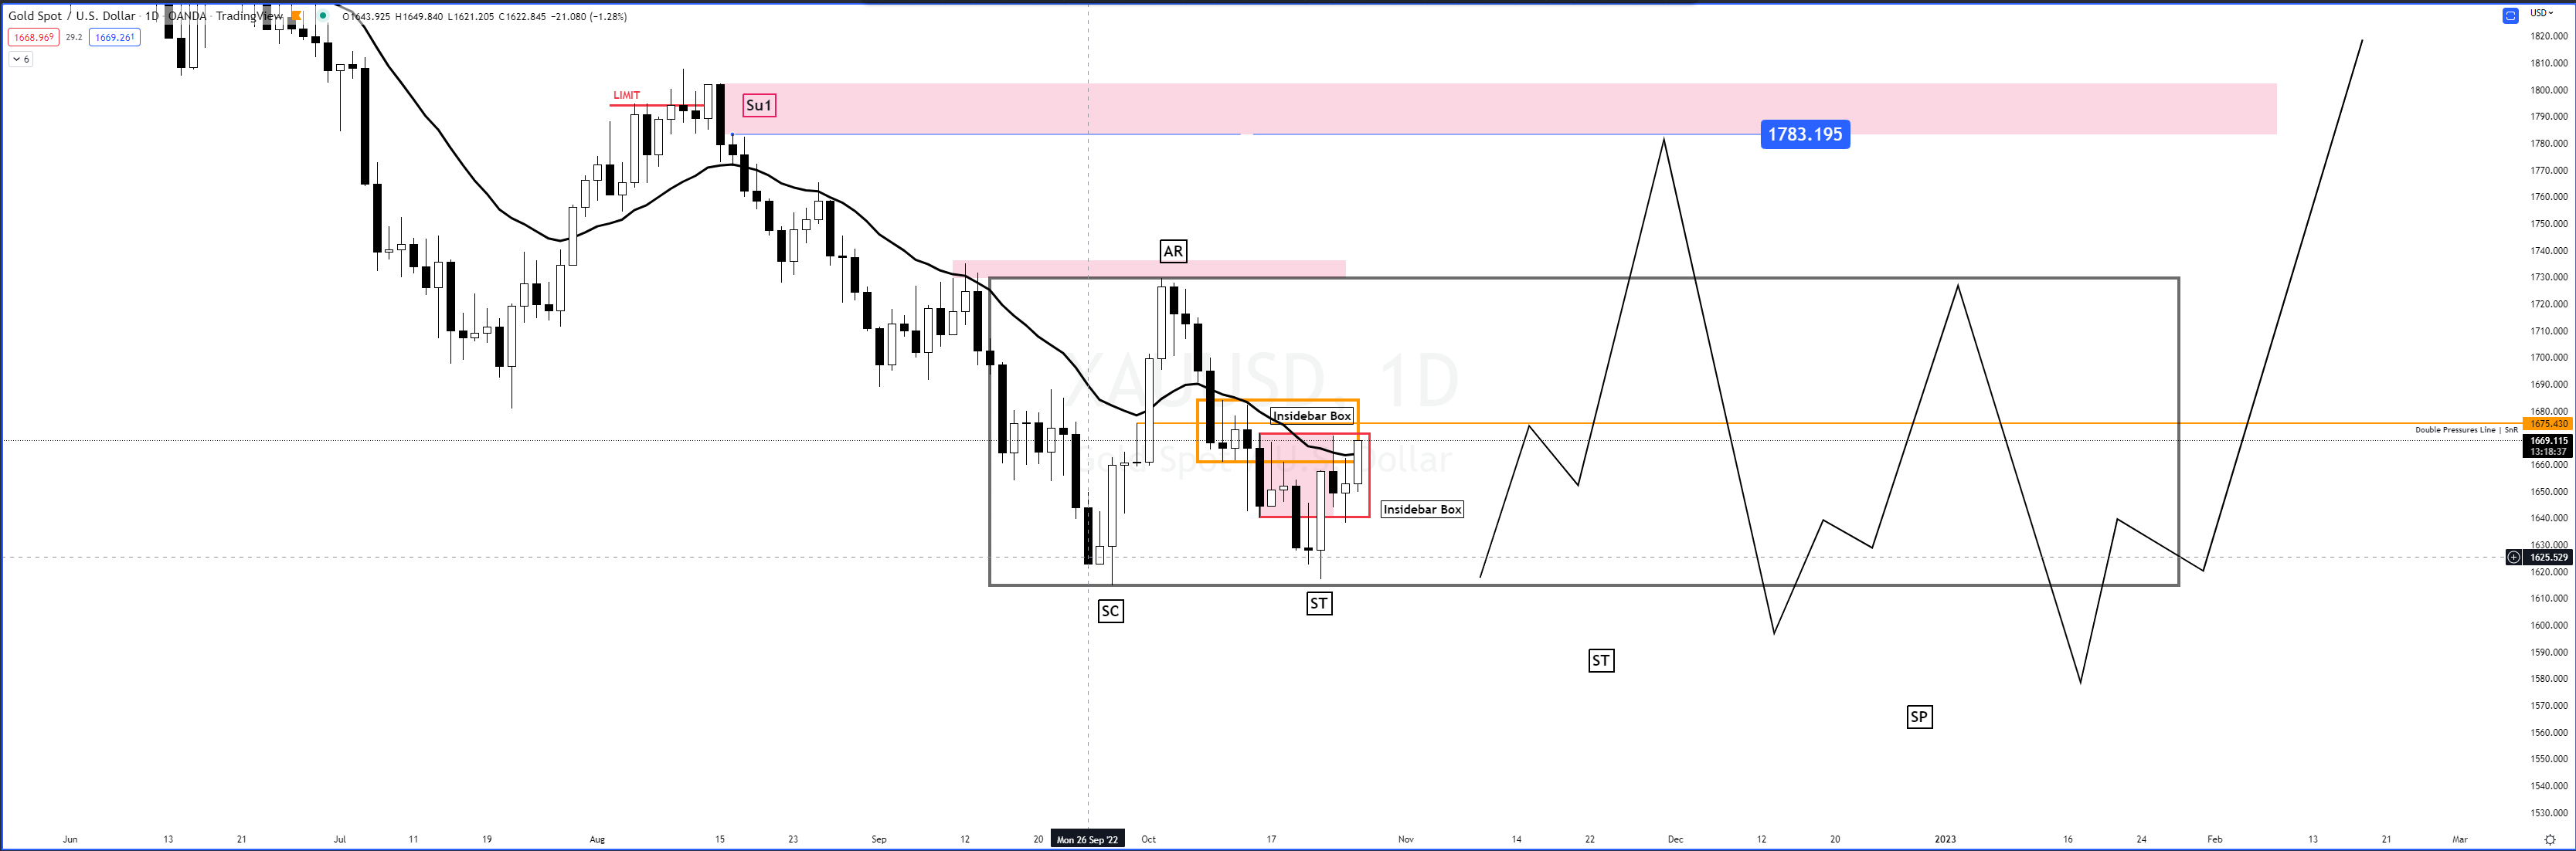 Gold Spot / U.S. Dollar · 1D · OANDA · TradingView O1643.925 H1649.840 L1621.205 C1622.845 −21.080 (−1.28%)
USD
1668.969 29.2 1669.261
6
1820.000
1810.000
1800.000
1790.000
1780.000
1770.000
1760.000
1750.000
1740.000
1730.000
1720.000
1710.000
1700.000
1690.000
1680.000
1675.430
1669.115
13:18:37
1660.000
1650.000
1640.000
1630.000
1625.529
1620.000
1610.000
1600.000
1590.000
1580.000
1570.000
1560.000
1550.000
1540.000
1530.000
LIMIT
Su1
1783.195
AR
XAUUSD, 1D
Gold Spot / U.S. Dollar
Insidebar Box
Double Pressures Line | SnR
Insidebar Box
SC
ST
ST
SP
Jun 13 21 Jul 11 19 Aug 15 23 Sep 12 20 Mon 26 Sep '22 Oct 17 Nov 14 22 Dec 12 20 2023 16 24 Feb 13 21 Mar